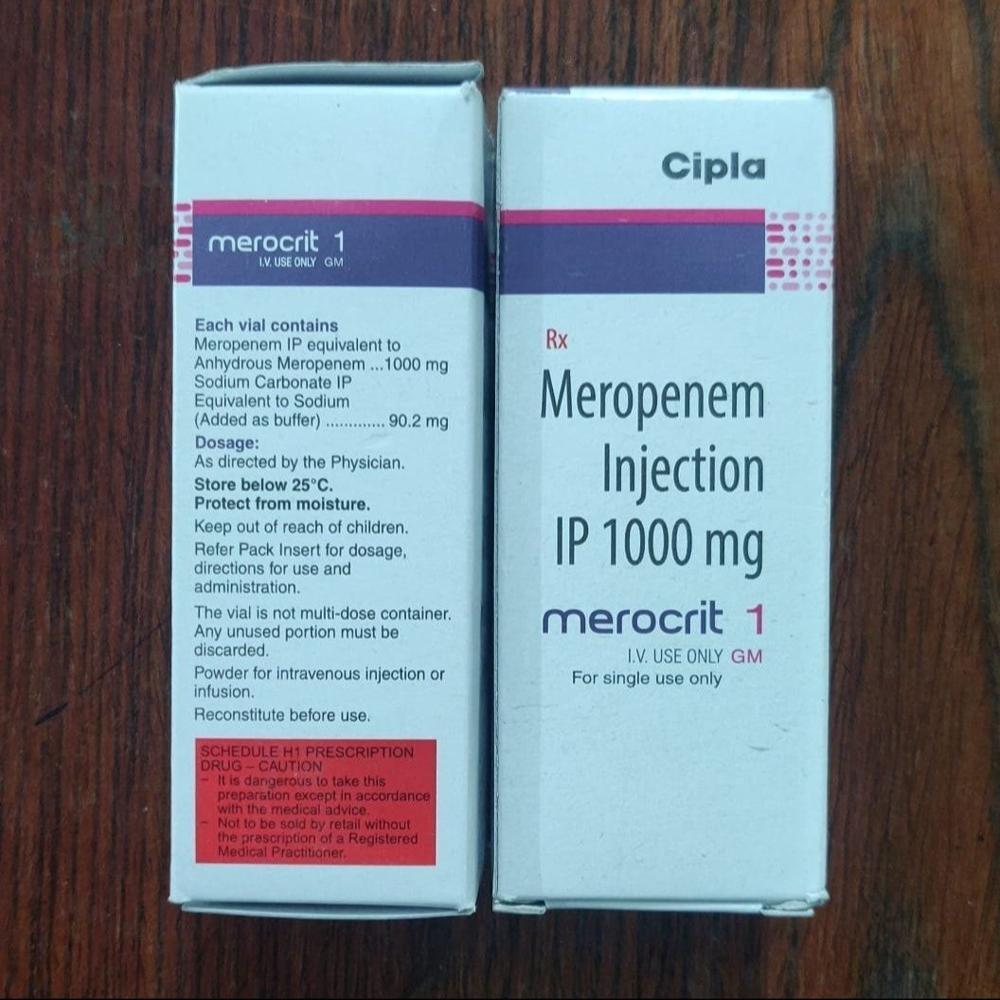 merocrit 1
I.V. USE ONLY GM
Each vial contains
Meropenem IP equivalent to
Anhydrous Meropenem ...1000 mg
Sodium Carbonate IP
Equivalent to Sodium
(Added as buffer) ............. 90.2 mg
Dosage:
As directed by the Physician.
Store below 25°C.
Protect from moisture.
Keep out of reach of children.
Refer Pack Insert for dosage,
directions for use and
administration.
The vial is not multi-dose container.
Any unused portion must be
discarded.
Powder for intravenous injection or
infusion.
Reconstitute before use.
SCHEDULE H1 PRESCRIPTION
DRUG – CAUTION
– It is dangerous to take this
preparation except in accordance
with the medical advice.
– Not to be sold by retail without
the prescription of a Registered
Medical Practitioner.
Cipla
Rx
Meropenem
Injection
IP 1000 mg
merocrit 1
I.V. USE ONLY GM
For single use only